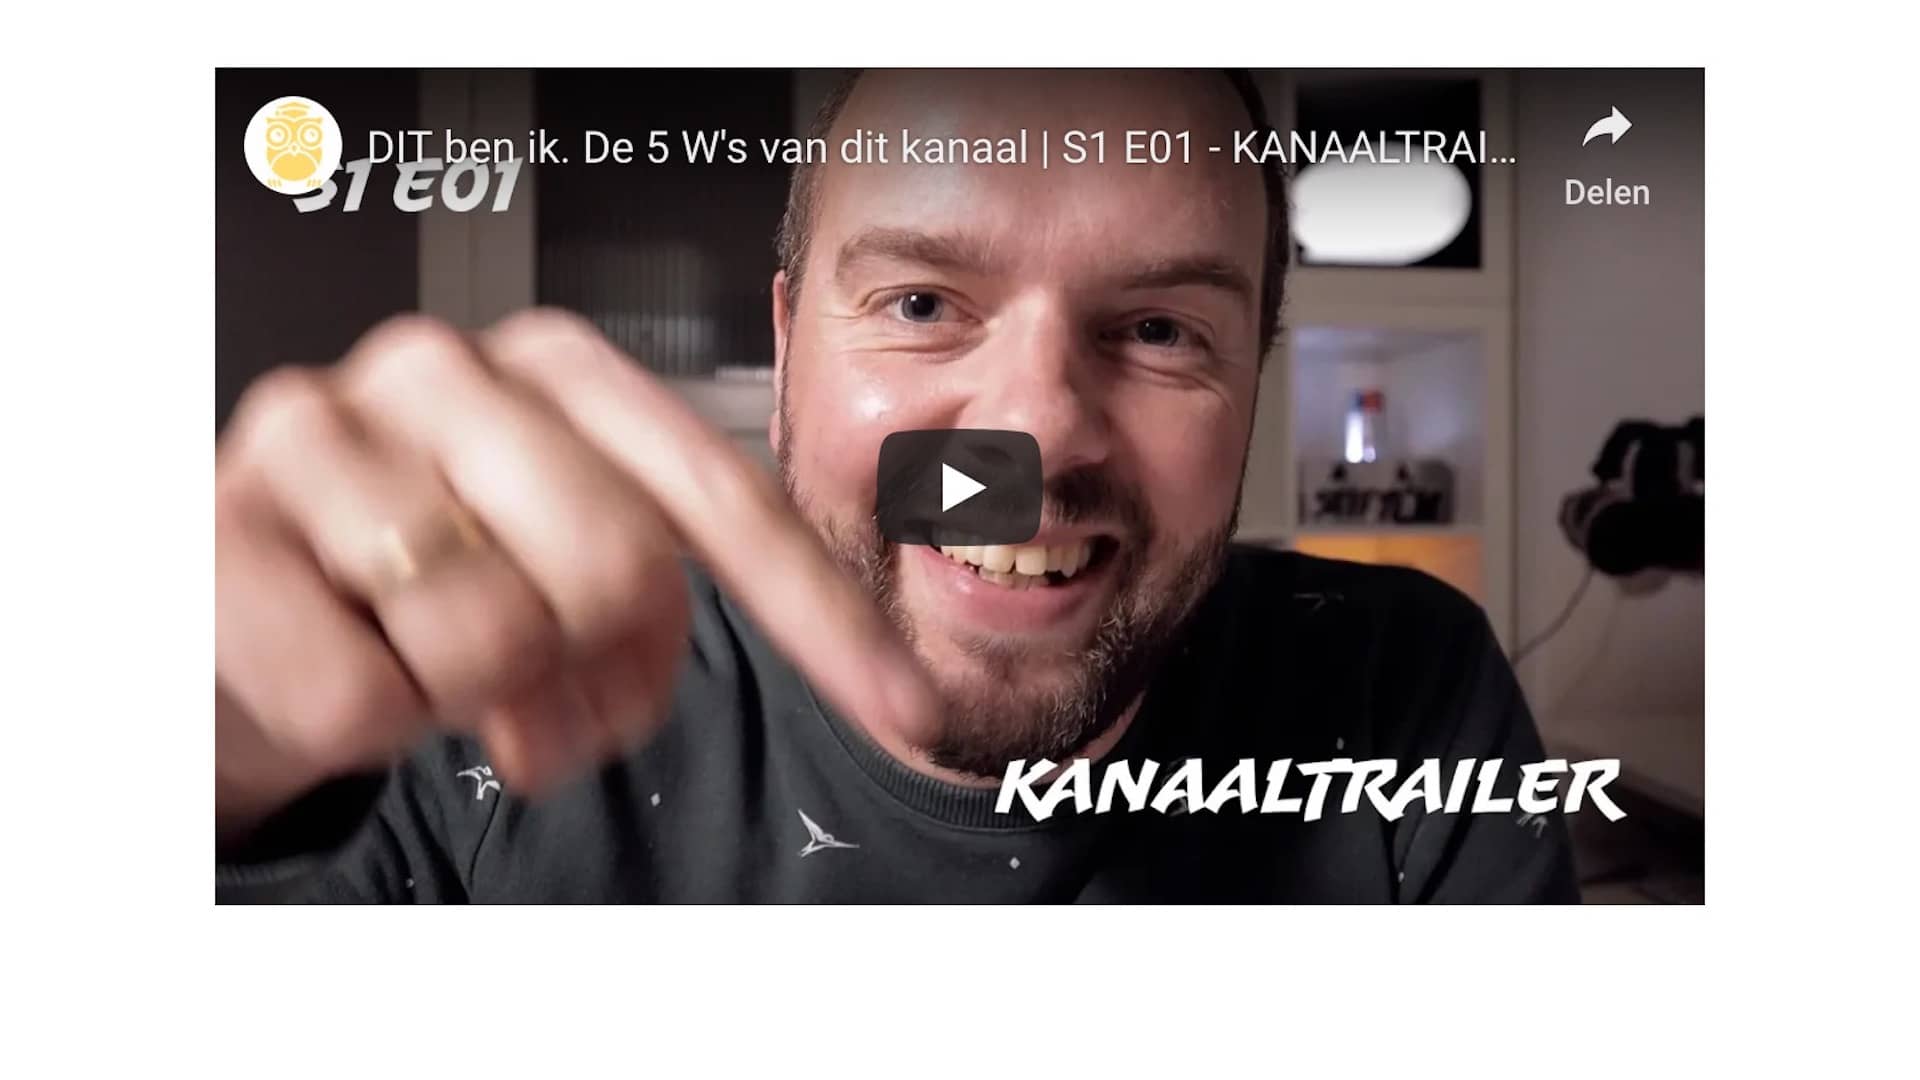 DIT ben ik. De 5 W's van dit kanaal | S1 E01 - KANAALTRAI...
Delen
S1 E01
KANAALTRAILER